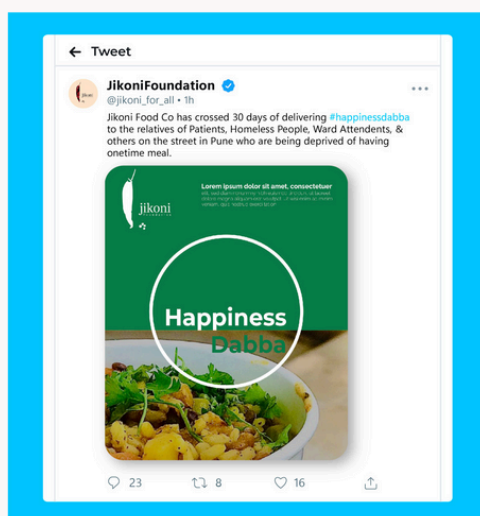 ← Tweet
JikoniFoundation
@jikoni_for_all • 1h
Jikoni Food Co has crossed 30 days of delivering #happinessdabba
to the relatives of Patients, Homeless People, Ward Attendents, &
others on the street in Pune who are being deprived of having
onetime meal.
jikoni
FOUNDATION
Lorem ipsum dolor sit amet, consectetuer
Happiness
Dabba
23 8 16